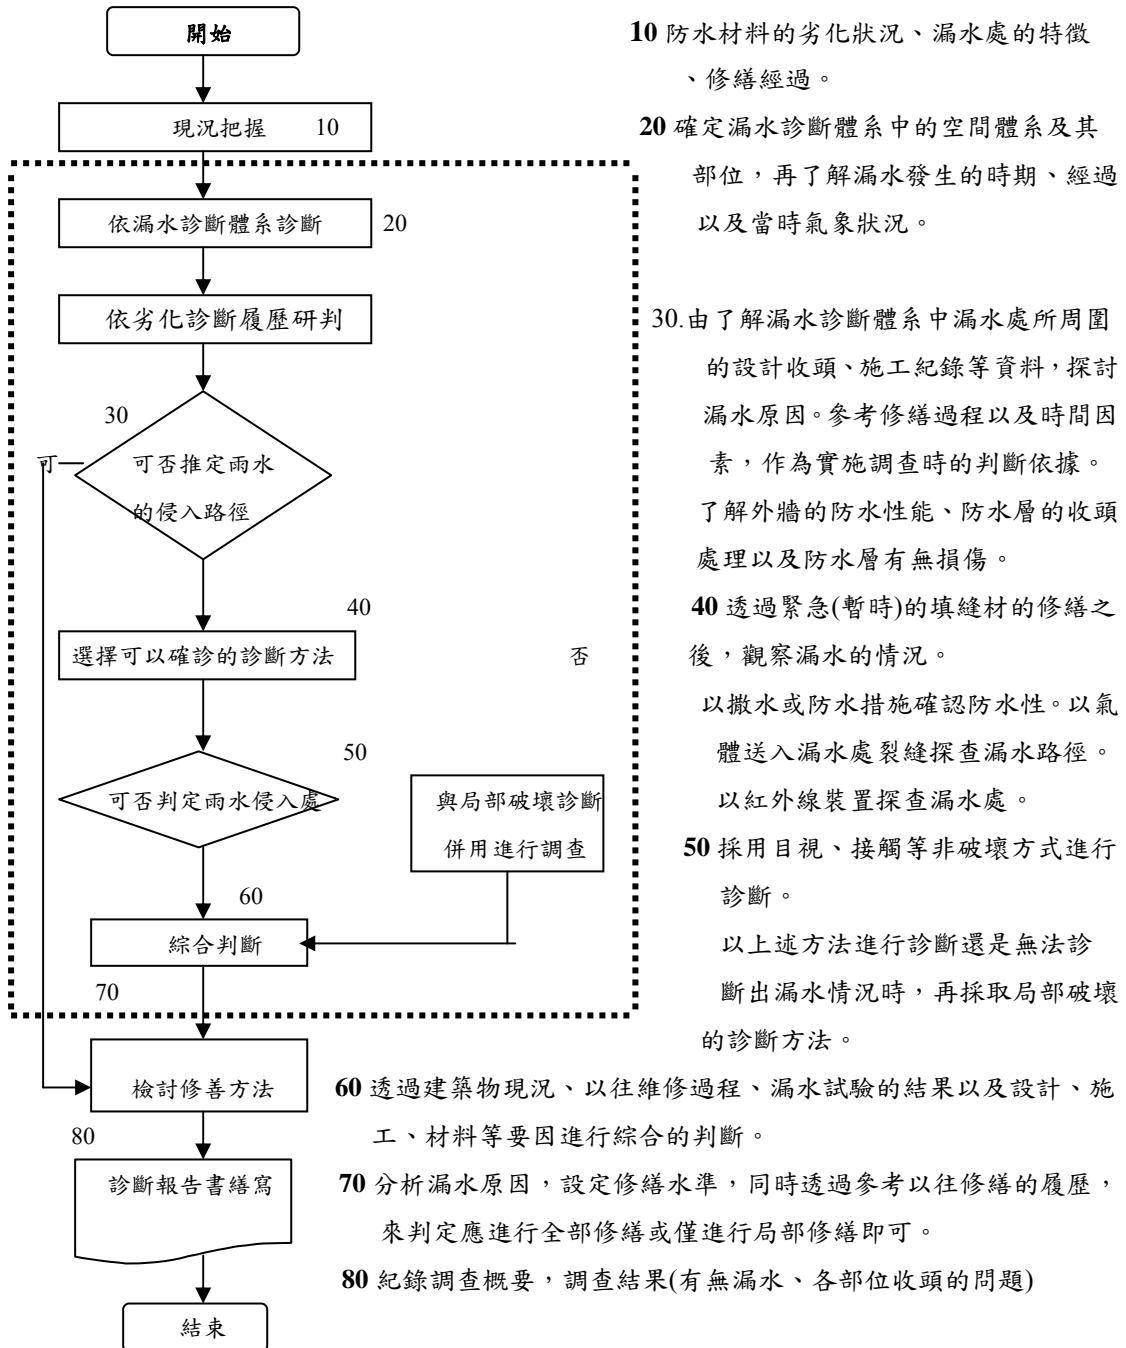 開始
現況把握 10
依漏水診斷體系診斷 20
依劣化診斷履歷研判
30
可
可否推定雨水
的侵入路徑
40
選擇可以確診的診斷方法
否
50
可否判定雨水侵入處
與局部破壞診斷
併用進行調查
60
綜合判斷
70
檢討修善方法
80
診斷報告書繕寫
結束
10 防水材料的劣化狀況、漏水處的特徵
、修繕經過。
20 確定漏水診斷體系中的空間體系及其
部位，再了解漏水發生的時期、經過
以及當時氣象狀況。
30.由了解漏水診斷體系中漏水處所周圍
的設計收頭、施工紀錄等資料，探討
漏水原因。參考修繕過程以及時間因
素，作為實施調查時的判斷依據。
了解外牆的防水性能、防水層的收頭
處理以及防水層有無損傷。
40 透過緊急(暫時)的填縫材的修繕之
後，觀察漏水的情況。
以撒水或防水措施確認防水性。以氣
體送入漏水處裂縫探查漏水路徑。
以紅外線裝置探查漏水處。
50 採用目視、接觸等非破壞方式進行
診斷。
以上述方法進行診斷還是無法診
斷出漏水情況時，再採取局部破壞
的診斷方法。
60 透過建築物現況、以往維修過程、漏水試驗的結果以及設計、施
工、材料等要因進行綜合的判斷。
70 分析漏水原因，設定修繕水準，同時透過參考以往修繕的履歷，
來判定應進行全部修繕或僅進行局部修繕即可。
80 紀錄調查概要，調查結果(有無漏水、各部位收頭的問題)